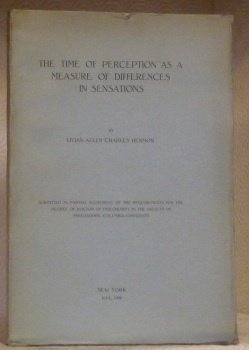 THE TIME OF PERCEPTION AS A
MEASURE OF DIFFERENCES
IN SENSATIONS
BY
VIVIAN ALLEN CHARLES HENMON
SUBMITTED IN PARTIAL FULFILMENT OF THE REQUIREMENTS FOR THE
DEGREE OF DOCTOR OF PHILOSOPHY IN THE FACULTY OF
PHILOSOPHY, COLUMBIA UNIVERSITY
NEW YORK
JULY, 1906